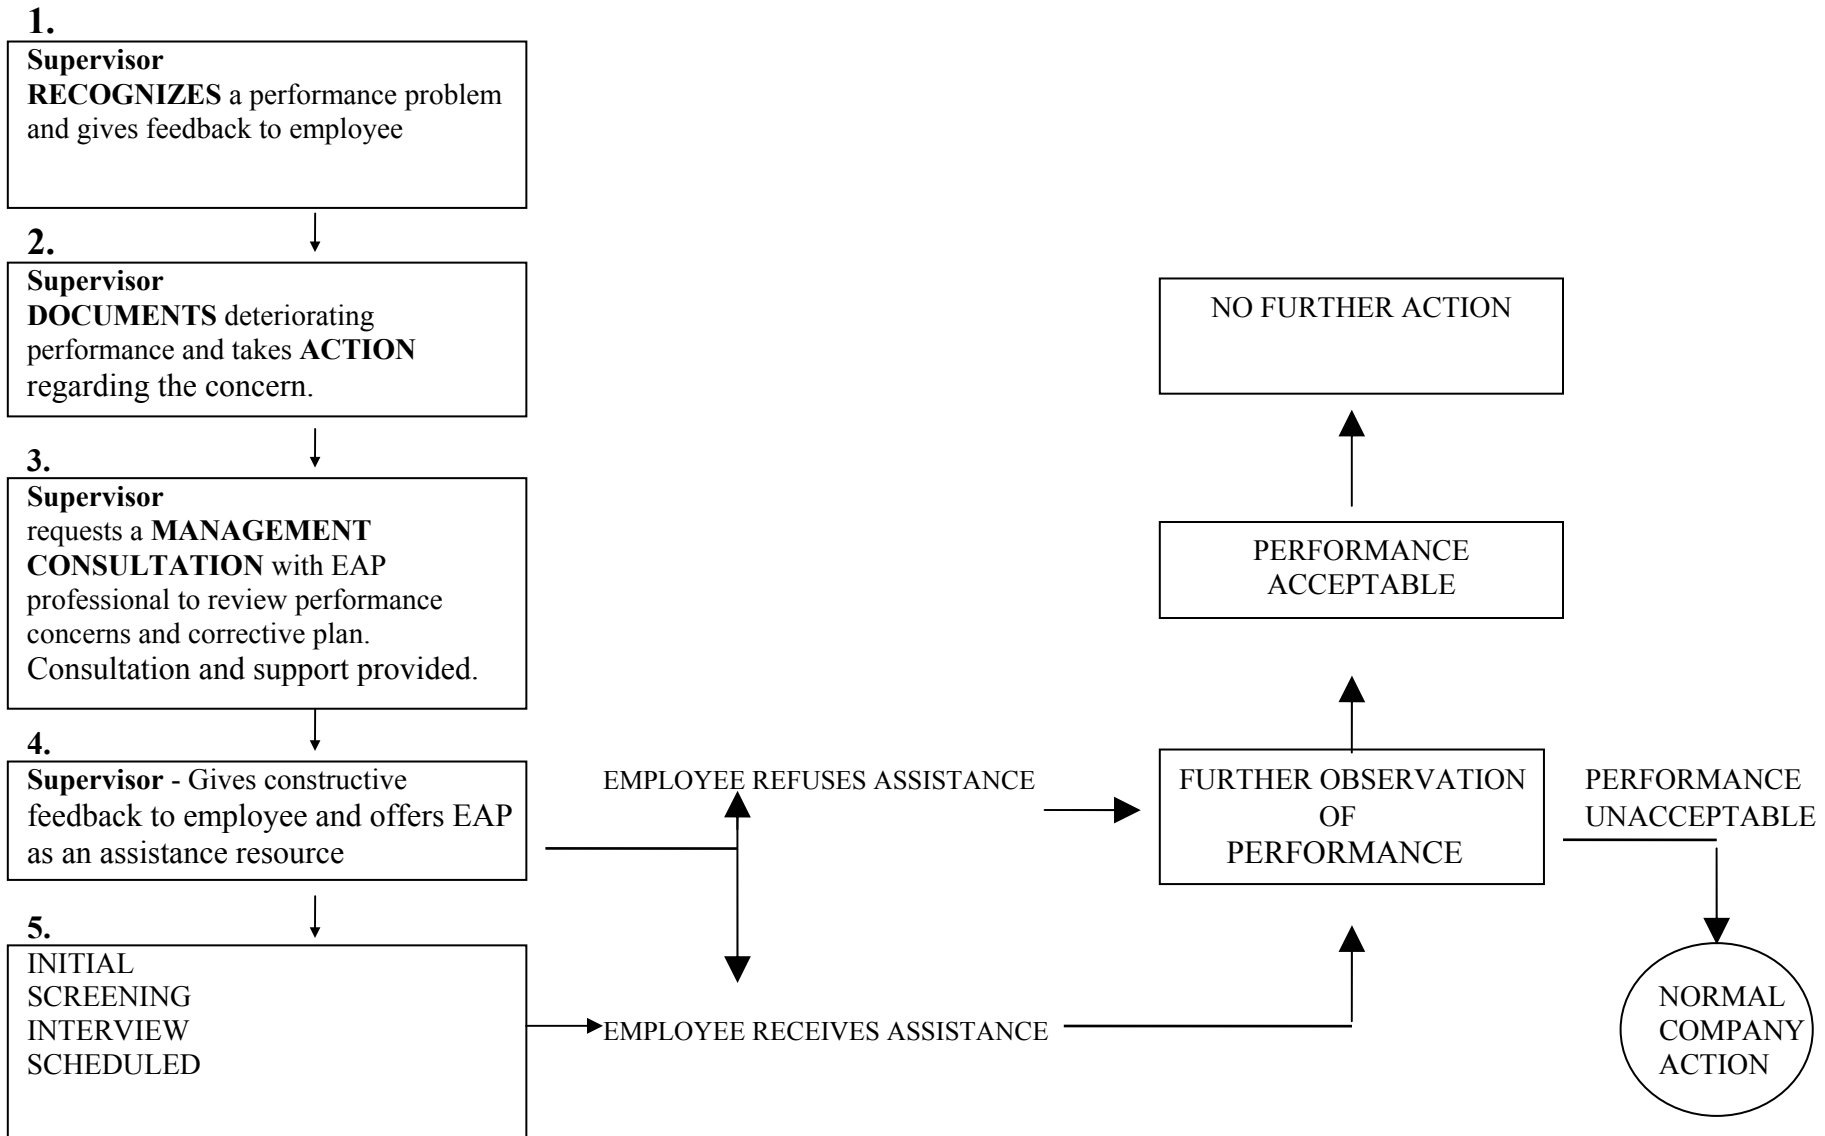 1.
Supervisor
RECOGNIZES a performance problem
and gives feedback to employee
2.
Supervisor
DOCUMENTS deteriorating
performance and takes ACTION
regarding the concern.
3.
Supervisor
requests a MANAGEMENT
CONSULTATION with EAP
professional to review performance
concerns and corrective plan.
Consultation and support provided.
4.
Supervisor - Gives constructive
feedback to employee and offers EAP
as an assistance resource
5.
INITIAL
SCREENING
INTERVIEW
SCHEDULED
EMPLOYEE REFUSES ASSISTANCE
EMPLOYEE RECEIVES ASSISTANCE
NO FURTHER ACTION
PERFORMANCE
ACCEPTABLE
FURTHER OBSERVATION
OF
PERFORMANCE
PERFORMANCE
UNACCEPTABLE
NORMAL
COMPANY
ACTION